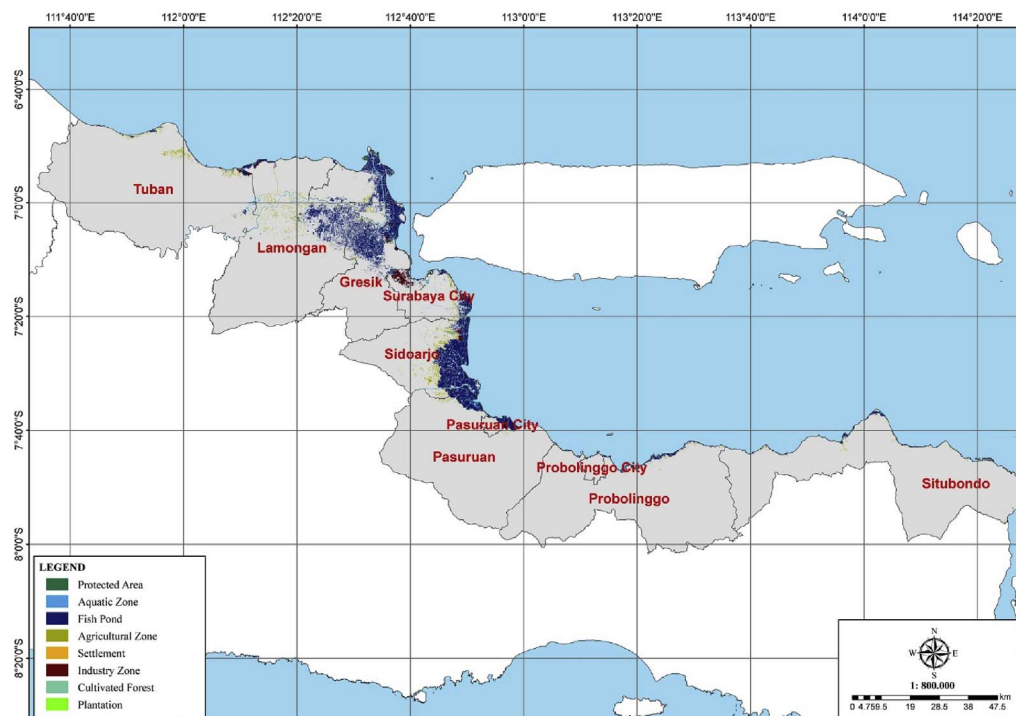 111°40'0"E 112°0'0"E 112°20'0"E 112°40'0"E 113°0'0"E 113°20'0"E 113°40'0"E 114°0'0"E 114°20'0"E
6°40'0"S
7°0'0"S
7°20'0"S
7°40'0"S
8°0'0"S
8°20'0"S
Tuban
Lamongan
Gresik
Surabaya City
Sidoarjo
Pasuruan City
Pasuruan
Probolinggo City
Probolinggo
Situbondo
LEGEND
Protected Area
Aquatic Zone
Fish Pond
Agricultural Zone
Settlement
Industry Zone
Cultivated Forest
Plantation
N
W E
S
1: 800.000
km
0 4.759.5 19 28.5 38 47.5